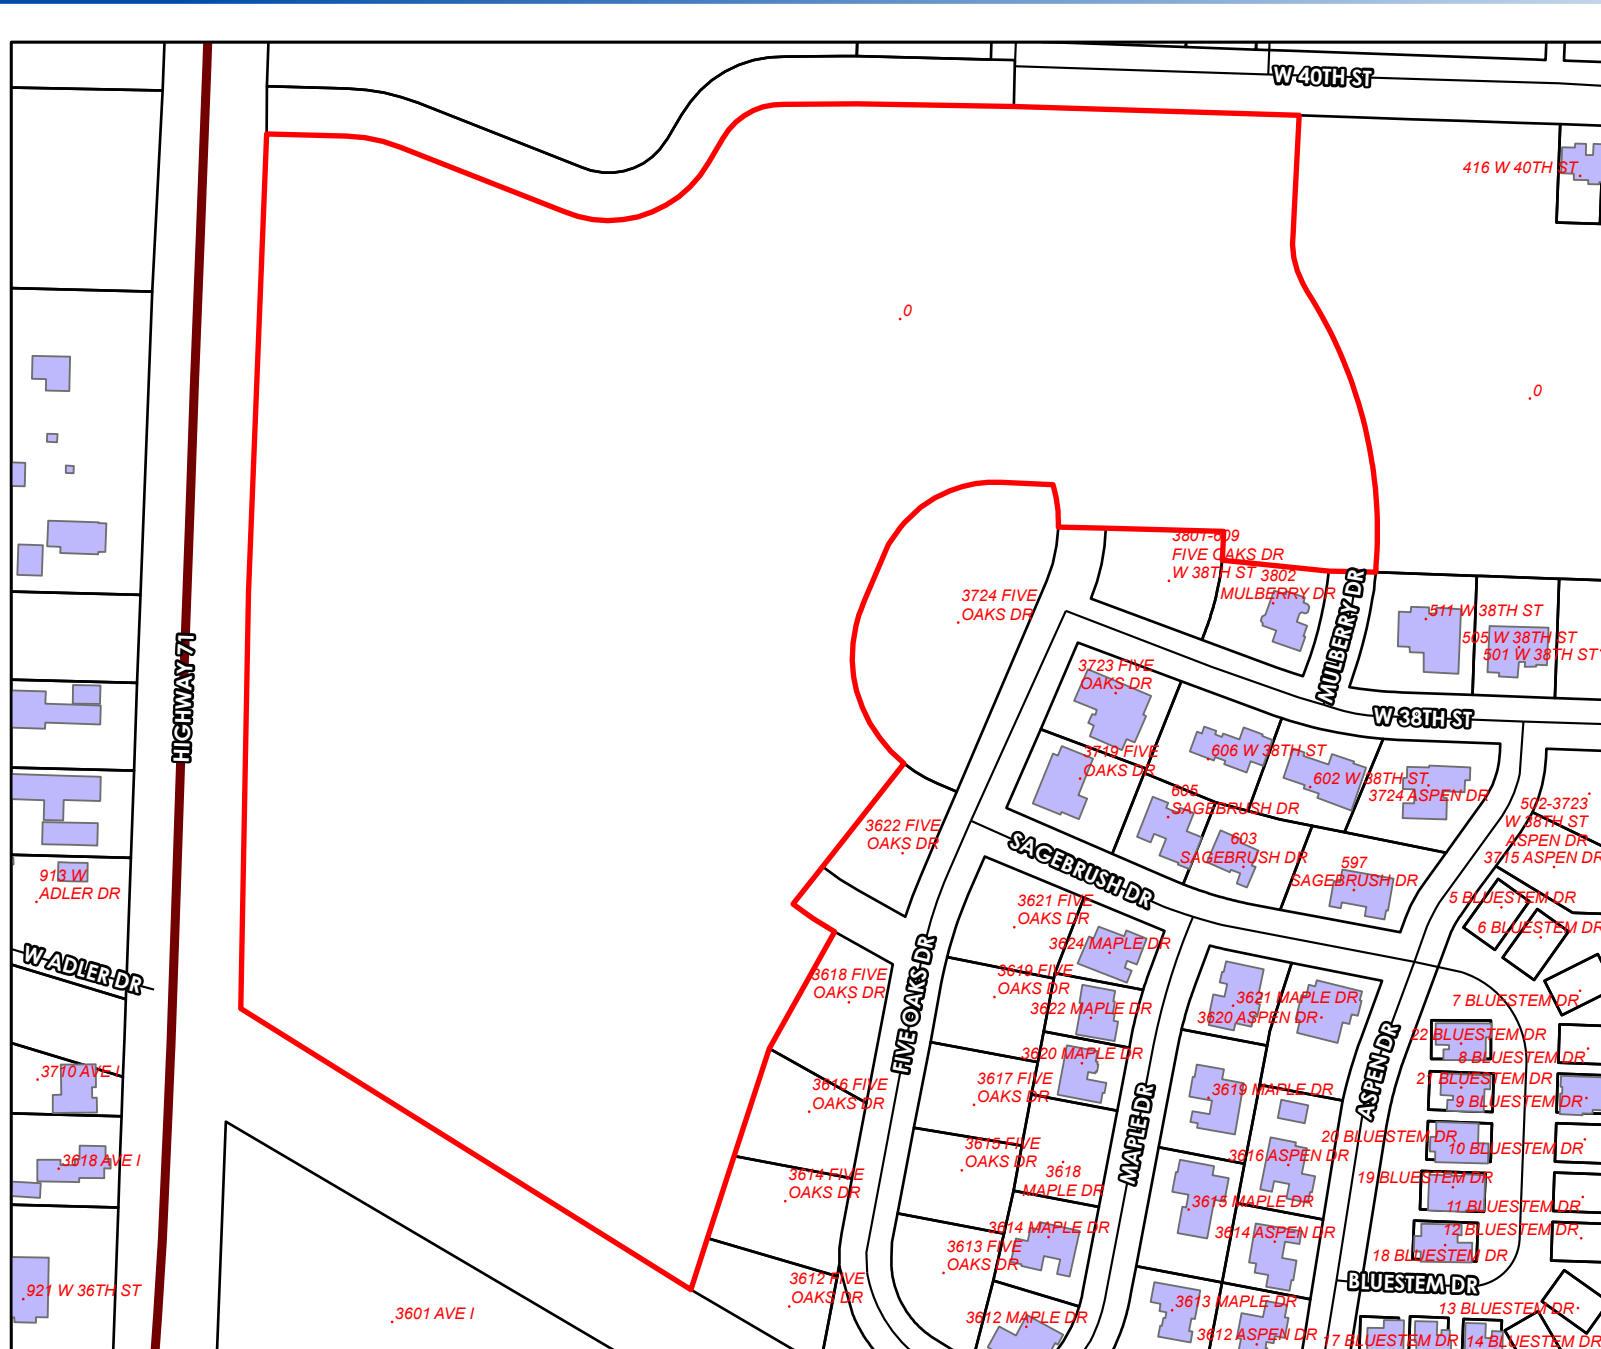 W 40TH ST
416 W 40TH ST
0
0
3801-609
FIVE OAKS DR
W 38TH ST
3802
MULBERRY DR
3724 FIVE
OAKS DR
MULBERRY DR
511 W 38TH ST
505 W 38TH ST
501 W 38TH ST
HIGHWAY 71
3723 FIVE
OAKS DR
W 38TH ST
3719 FIVE
OAKS DR
606 W 38TH ST
602 W 38TH ST
3724 ASPEN DR
605
SAGEBRUSH DR
502-3723
W 38TH ST
ASPEN DR
3715 ASPEN DR
3622 FIVE
OAKS DR
603
SAGEBRUSH DR
597
SAGEBRUSH DR
SAGEBRUSH DR
913 W
ADLER DR
5 BLUESTEM DR
6 BLUESTEM DR
3621 FIVE
OAKS DR
3624 MAPLE DR
W ADLER DR
FIVE OAKS DR
3618 FIVE
OAKS DR
3619 FIVE
OAKS DR
3622 MAPLE DR
3621 MAPLE DR
3620 ASPEN DR
7 BLUESTEM DR
22 BLUESTEM DR
8 BLUESTEM DR
3620 MAPLE DR
ASPEN DR
3710 AVE I
3616 FIVE
OAKS DR
3617 FIVE
OAKS DR
3619 MAPLE DR
21 BLUESTEM DR
9 BLUESTEM DR
MAPLE DR
20 BLUESTEM DR
10 BLUESTEM DR
3618 AVE I
3615 FIVE
OAKS DR
3616 ASPEN DR
3614 FIVE
OAKS DR
3618
MAPLE DR
19 BLUESTEM DR
3615 MAPLE DR
11 BLUESTEM DR
3614 MAPLE DR
3614 ASPEN DR
12 BLUESTEM DR
3613 FIVE
OAKS DR
18 BLUESTEM DR
921 W 36TH ST
3612 FIVE
OAKS DR
BLUESTEM DR
3601 AVE I
3613 MAPLE DR
13 BLUESTEM DR
3612 MAPLE DR
3612 ASPEN DR
17 BLUESTEM DR
14 BLUESTEM DR